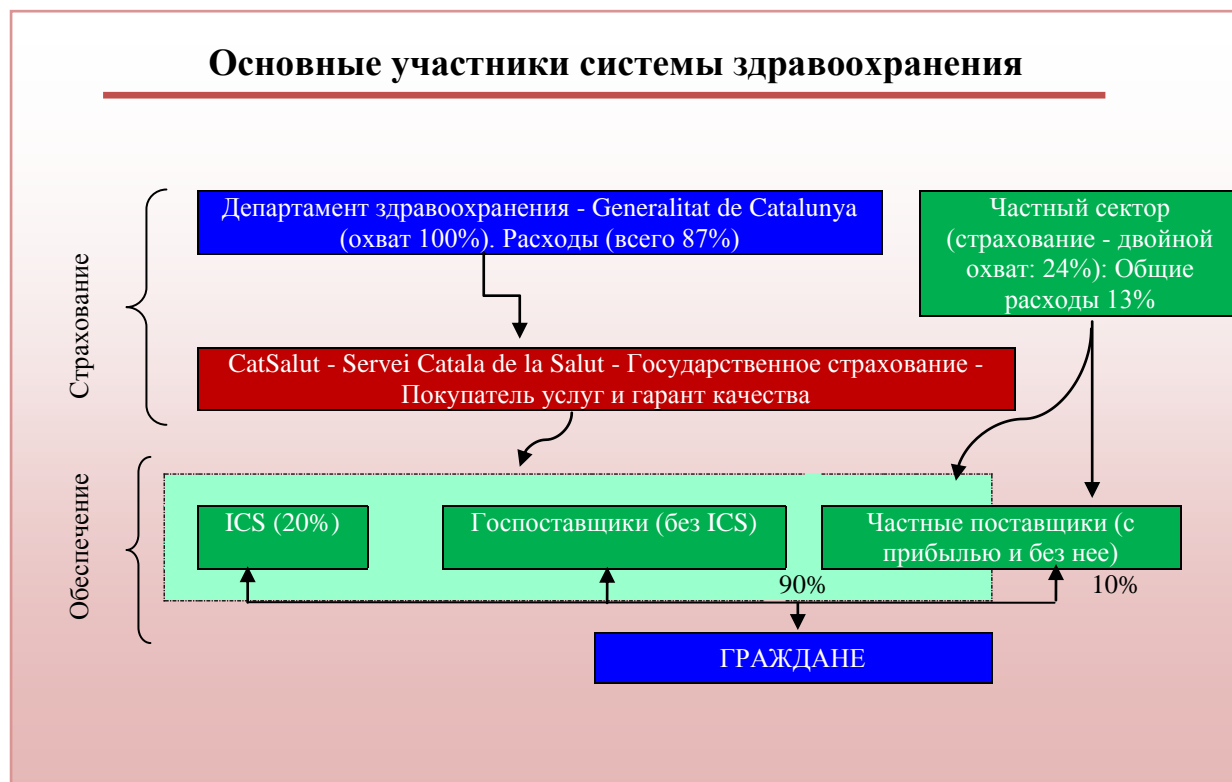 Основные участники системы здравоохранения
Страхование
Департамент здравоохранения - Generalitat de Catalunya
(охват 100%). Расходы (всего 87%)
Частный сектор
(страхование - двойной
охват: 24%): Общие
расходы 13%
CatSalut - Servei Catala de la Salut - Государственное страхование -
Покупатель услуг и гарант качества
Обеспечение
ICS (20%)
Госпоставщики (без ICS)
Частные поставщики (с
прибылью и без нее)
90%
10%
ГРАЖДАНЕ